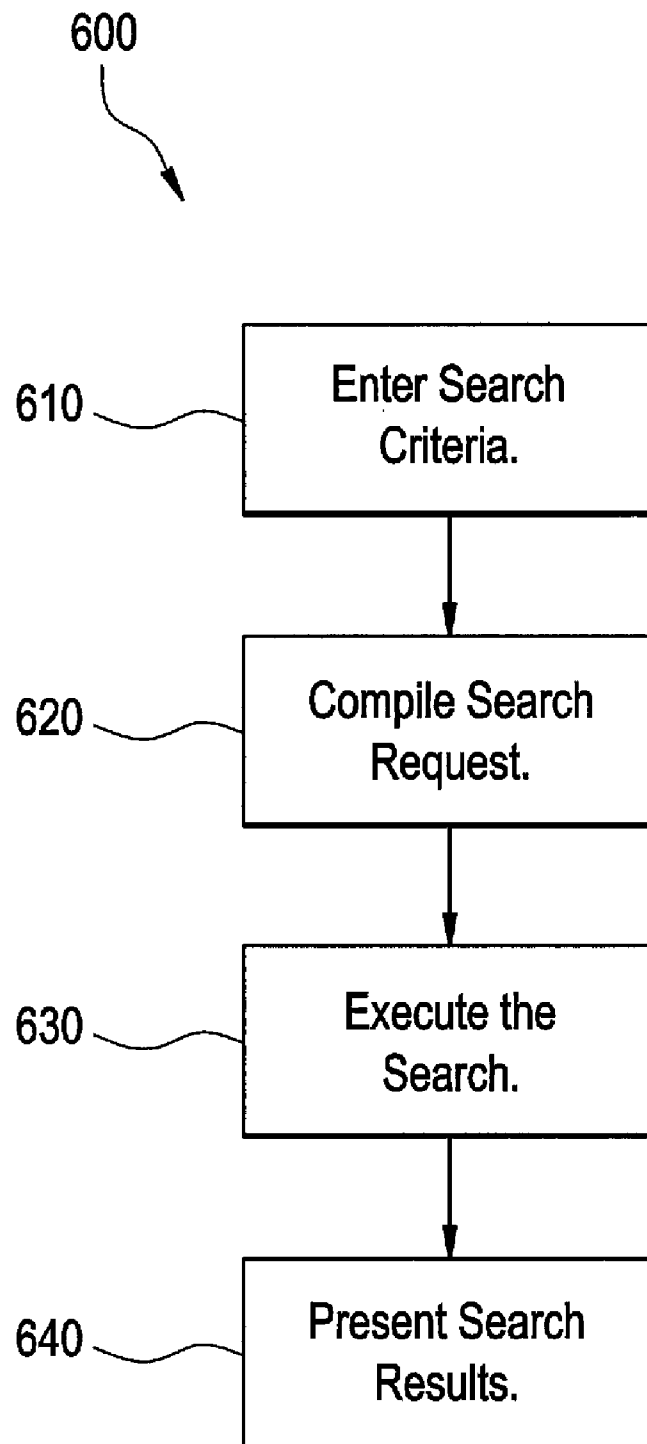 600
610
Enter Search
Criteria.
620
Compile Search
Request.
630
Execute the
Search.
640
Present Search
Results.